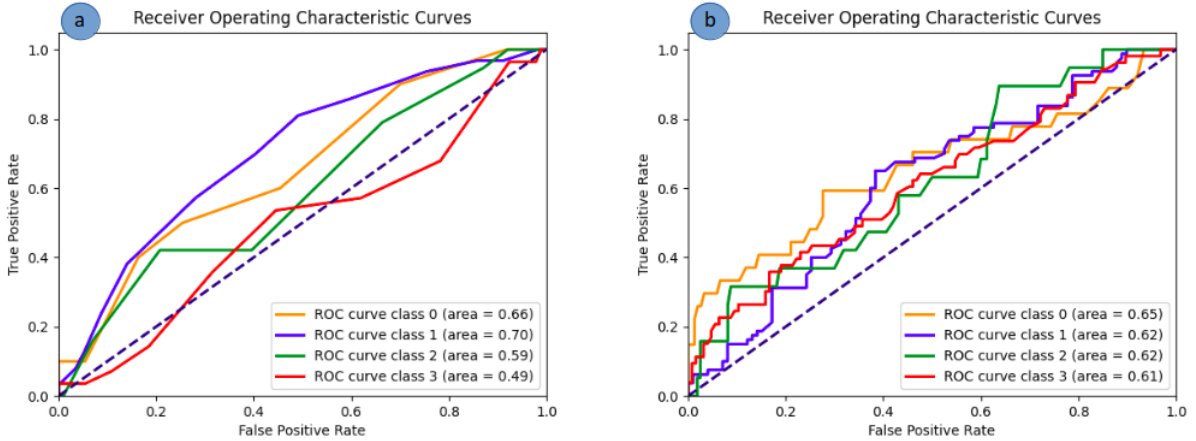 a
Receiver Operating Characteristic Curves
True Positive Rate
1.0
0.8
0.6
0.4
0.2
0.0
ROC curve class 0 (area = 0.66)
ROC curve class 1 (area = 0.70)
ROC curve class 2 (area = 0.59)
ROC curve class 3 (area = 0.49)
0.0 0.2 0.4 0.6 0.8 1.0
False Positive Rate
b
Receiver Operating Characteristic Curves
True Positive Rate
1.0
0.8
0.6
0.4
0.2
0.0
ROC curve class 0 (area = 0.65)
ROC curve class 1 (area = 0.62)
ROC curve class 2 (area = 0.62)
ROC curve class 3 (area = 0.61)
0.0 0.2 0.4 0.6 0.8 1.0
False Positive Rate